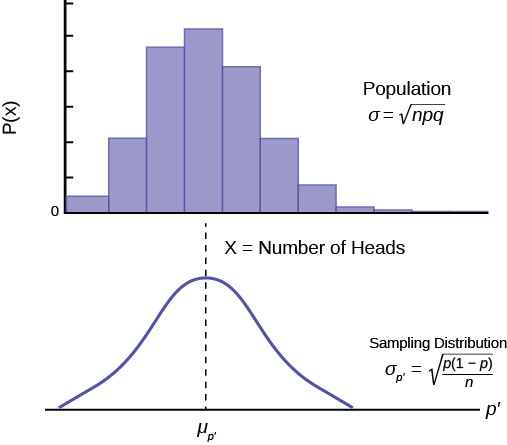 P(x)
Population
σ = √npq
0
X = Number of Heads
Sampling Distribution
σp′ = √p(1 − p)/n
p′
μp′